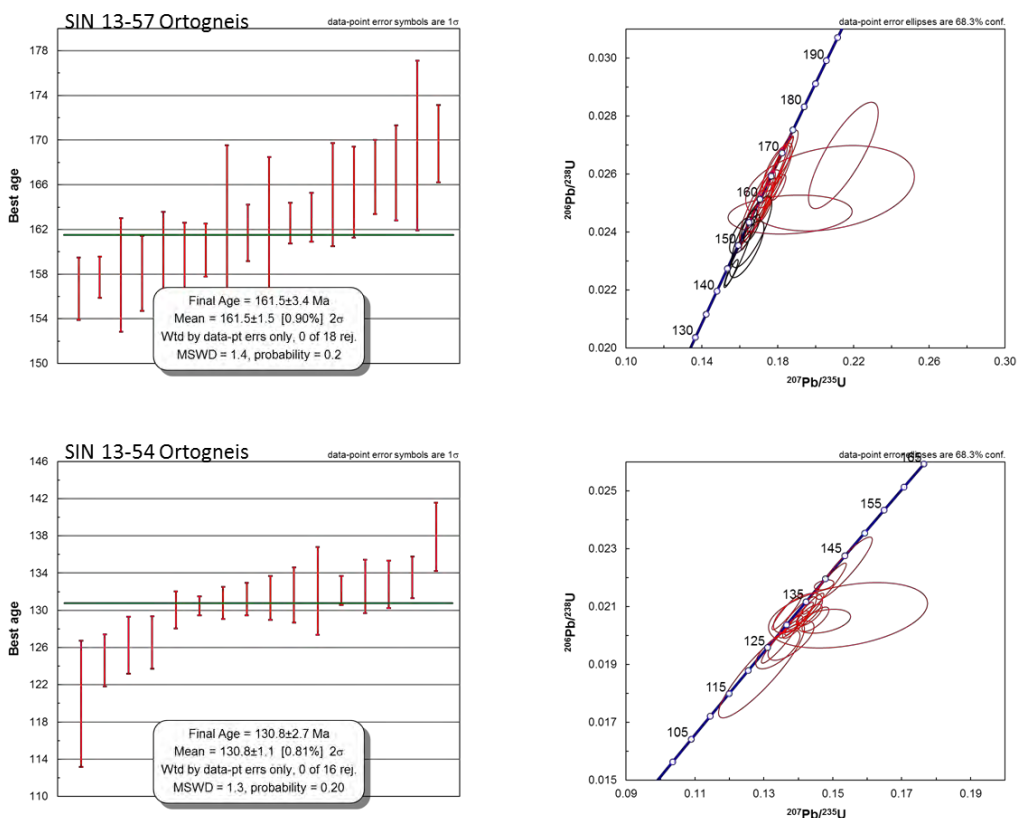 SIN 13-57 Ortogneis
data-point error symbols are 1σ
178
174
170
166
162
158
154
150
Best age
Final Age = 161.5±3.4 Ma
Mean = 161.5±1.5 [0.90%] 2σ
Wtd by data-pt errs only, 0 of 18 rej.
MSWD = 1.4, probability = 0.2
data-point error ellipses are 68.3% conf.
0.030
0.028
0.026
0.024
0.022
0.020
²⁰⁶Pb/²³⁸U
190
180
170
160
150
140
130
0.10 0.14 0.18 0.22 0.26 0.30
²⁰⁷Pb/²³⁵U
SIN 13-54 Ortogneis
data-point error symbols are 1σ
146
142
138
134
130
126
122
118
114
110
Best age
Final Age = 130.8±2.7 Ma
Mean = 130.8±1.1 [0.81%] 2σ
Wtd by data-pt errs only, 0 of 16 rej.
MSWD = 1.3, probability = 0.20
data-point error ellipses are 68.3% conf.
0.025
0.023
0.021
0.019
0.017
0.015
²⁰⁶Pb/²³⁸U
165
155
145
135
125
115
105
0.09 0.11 0.13 0.15 0.17 0.19
²⁰⁷Pb/²³⁵U